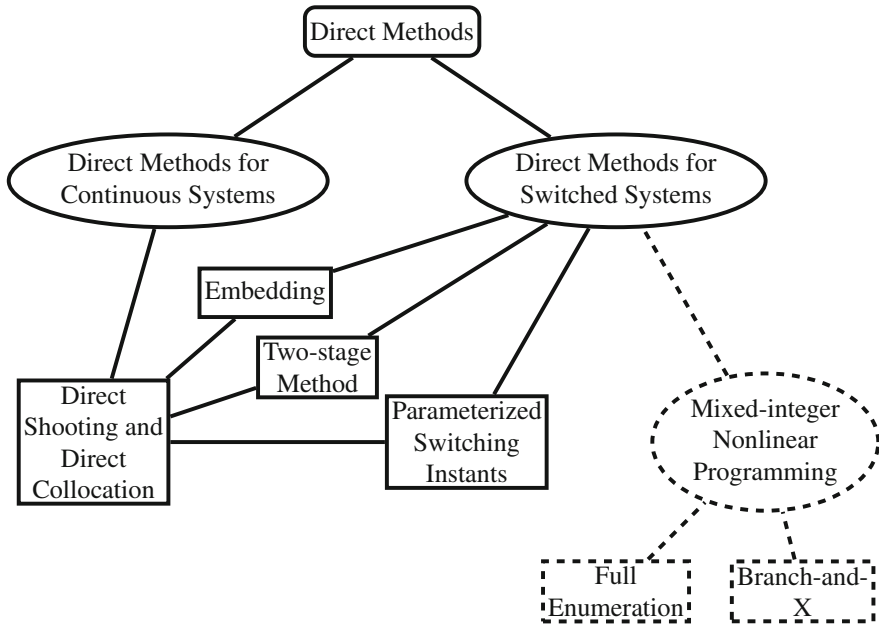 Direct Methods
Direct Methods for
Continuous Systems
Direct Methods for
Switched Systems
Embedding
Two-stage
Method
Direct
Shooting and
Direct
Collocation
Parameterized
Switching
Instants
Mixed-integer
Nonlinear
Programming
Full
Enumeration
Branch-and-
X